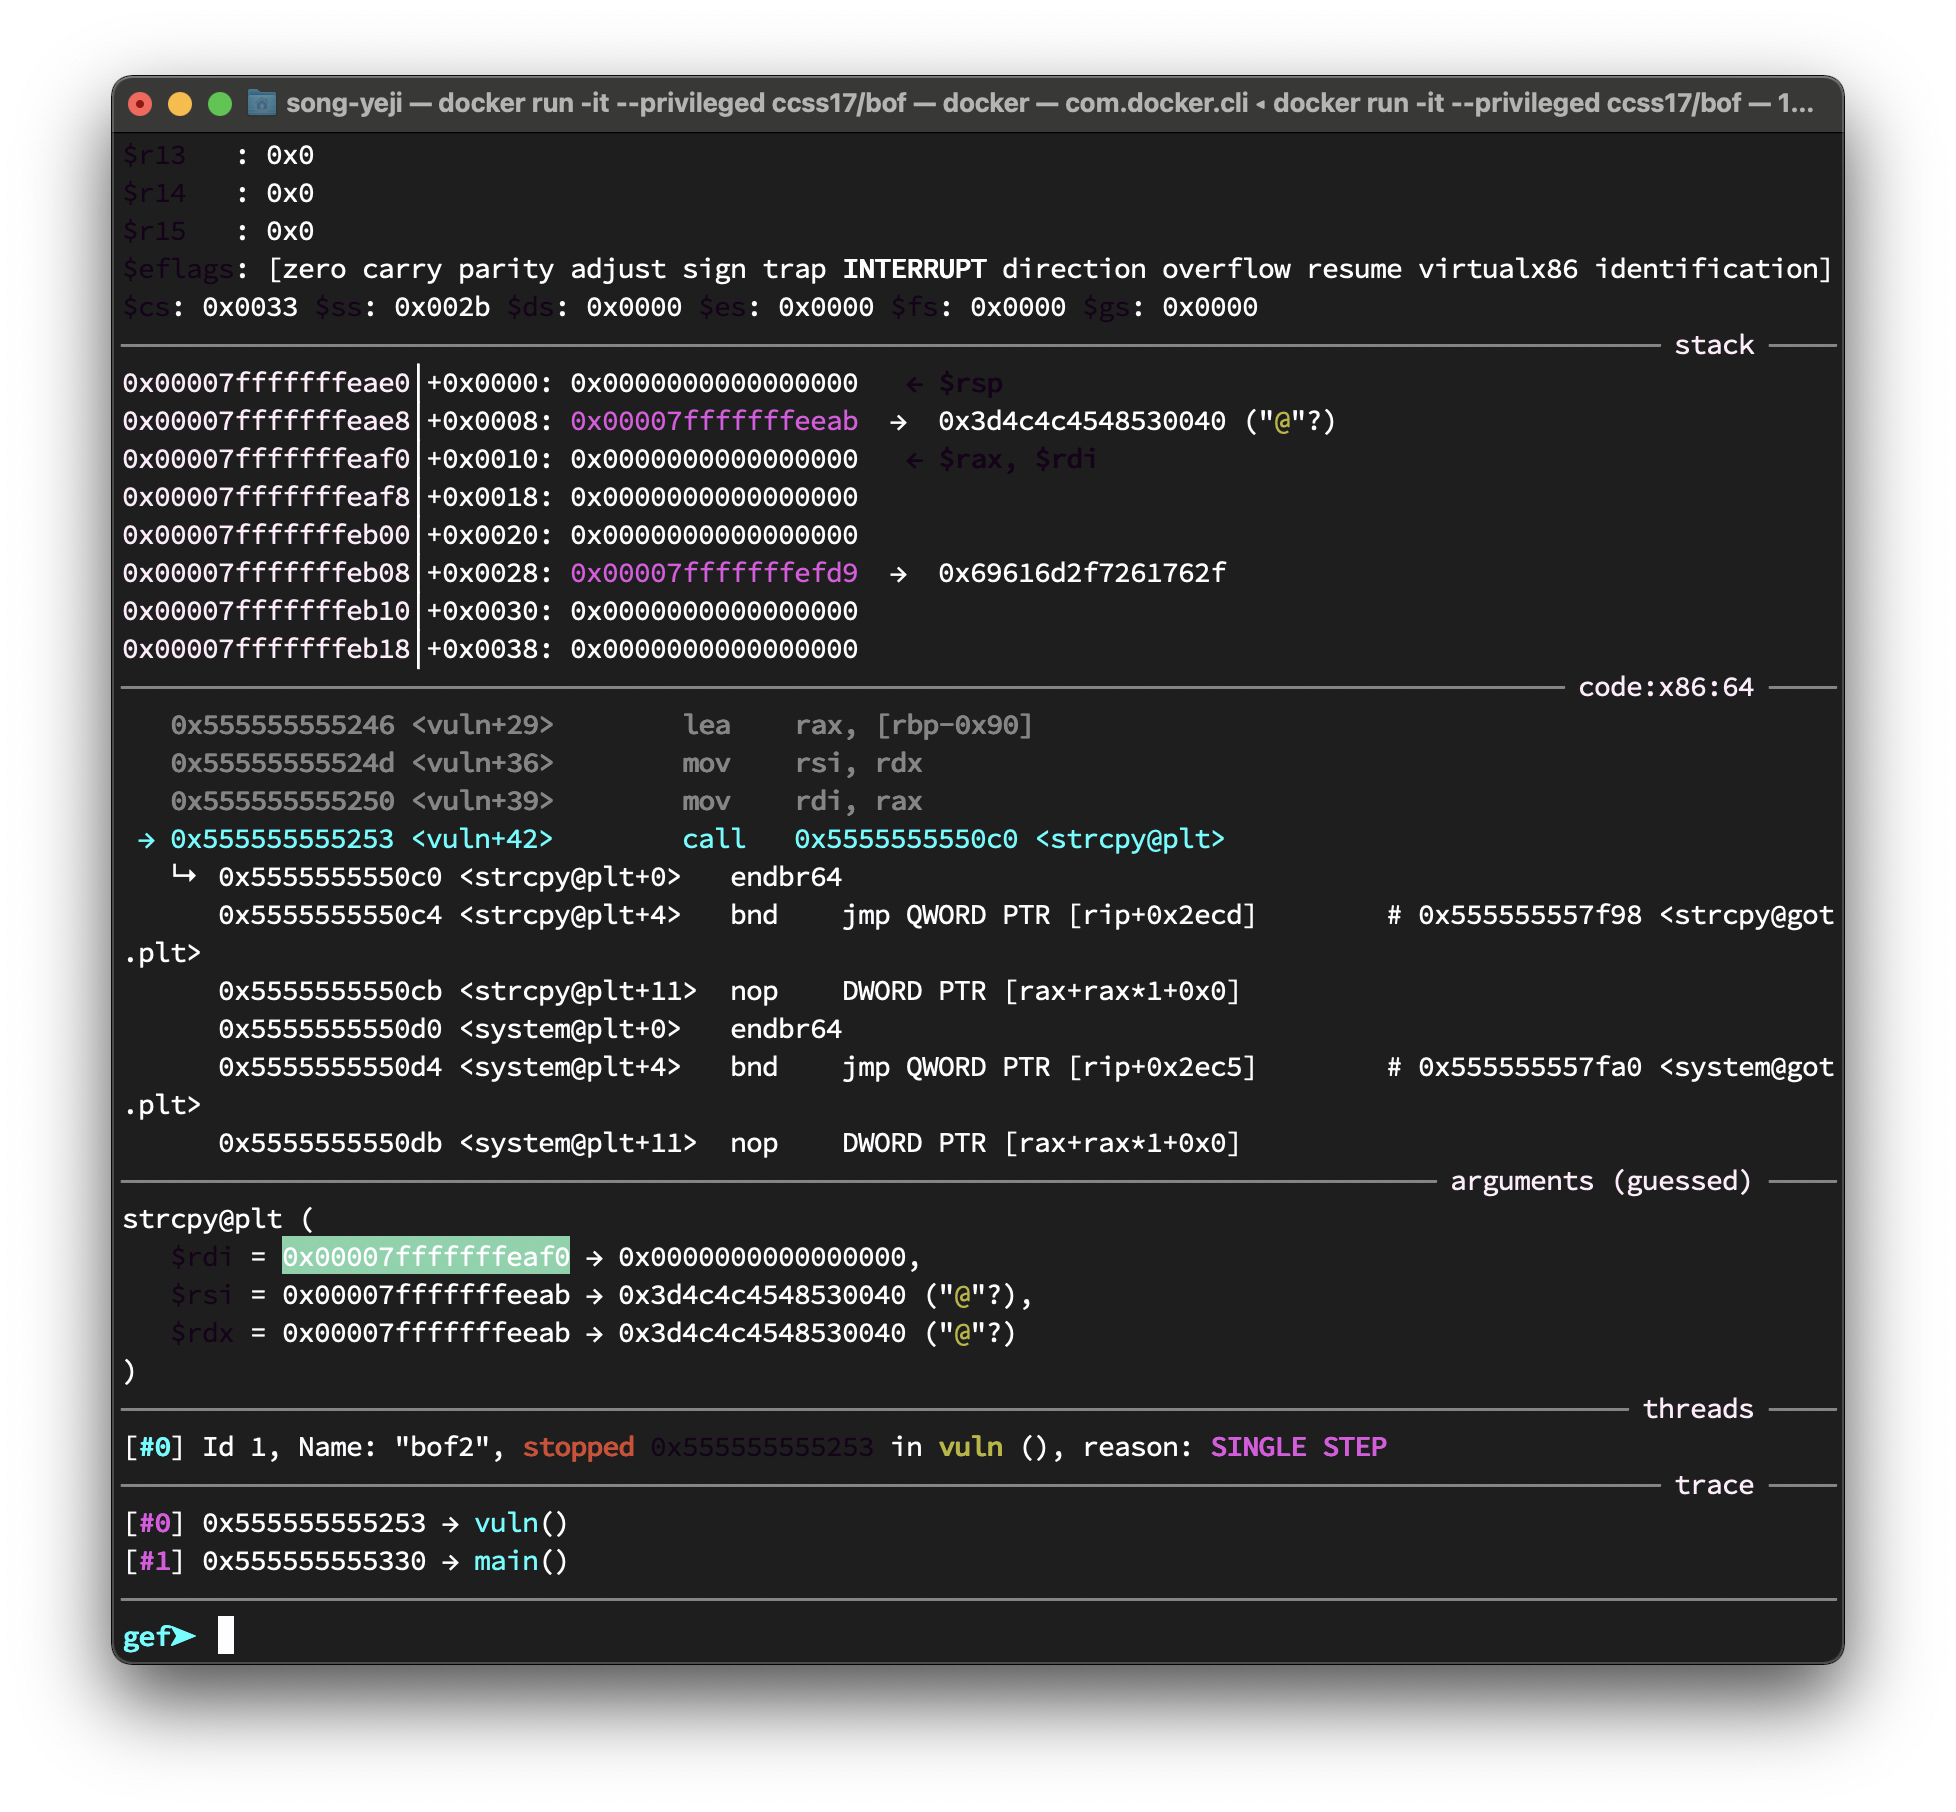 song-yeji — docker run -it --privileged ccss17/bof — docker — com.docker.cli ◂ docker run -it --privileged ccss17/bof — 1...
$r13   : 0x0
$r14   : 0x0
$r15   : 0x0
$eflags: [zero carry parity adjust sign trap INTERRUPT direction overflow resume virtualx86 identification]
$cs: 0x0033 $ss: 0x002b $ds: 0x0000 $es: 0x0000 $fs: 0x0000 $gs: 0x0000
stack
0x00007fffffffeae0│+0x0000: 0x0000000000000000   ← $rsp
0x00007fffffffeae8│+0x0008: 0x00007fffffffeeab  →  0x3d4c4c4548530040 ("@"?)
0x00007fffffffeaf0│+0x0010: 0x0000000000000000   ← $rax, $rdi
0x00007fffffffeaf8│+0x0018: 0x0000000000000000
0x00007fffffffeb00│+0x0020: 0x0000000000000000
0x00007fffffffeb08│+0x0028: 0x00007fffffffefd9  →  0x69616d2f7261762f
0x00007fffffffeb10│+0x0030: 0x0000000000000000
0x00007fffffffeb18│+0x0038: 0x0000000000000000
code:x86:64
0x555555555246 <vuln+29>        lea    rax, [rbp-0x90]
0x55555555524d <vuln+36>        mov    rsi, rdx
0x555555555250 <vuln+39>        mov    rdi, rax
→ 0x555555555253 <vuln+42>        call   0x5555555550c0 <strcpy@plt>
↳ 0x5555555550c0 <strcpy@plt+0>   endbr64
0x5555555550c4 <strcpy@plt+4>   bnd    jmp QWORD PTR [rip+0x2ecd]        # 0x555555557f98 <strcpy@got
.plt>
0x5555555550cb <strcpy@plt+11>  nop    DWORD PTR [rax+rax*1+0x0]
0x5555555550d0 <system@plt+0>   endbr64
0x5555555550d4 <system@plt+4>   bnd    jmp QWORD PTR [rip+0x2ec5]        # 0x555555557fa0 <system@got
.plt>
0x5555555550db <system@plt+11>  nop    DWORD PTR [rax+rax*1+0x0]
arguments (guessed)
strcpy@plt (
$rdi = 0x00007fffffffeaf0 → 0x0000000000000000,
$rsi = 0x00007fffffffeeab → 0x3d4c4c4548530040 ("@"?),
$rdx = 0x00007fffffffeeab → 0x3d4c4c4548530040 ("@"?)
)
threads
[#0] Id 1, Name: "bof2", stopped 0x555555555253 in vuln (), reason: SINGLE STEP
trace
[#0] 0x555555555253 → vuln()
[#1] 0x555555555330 → main()
gef➤